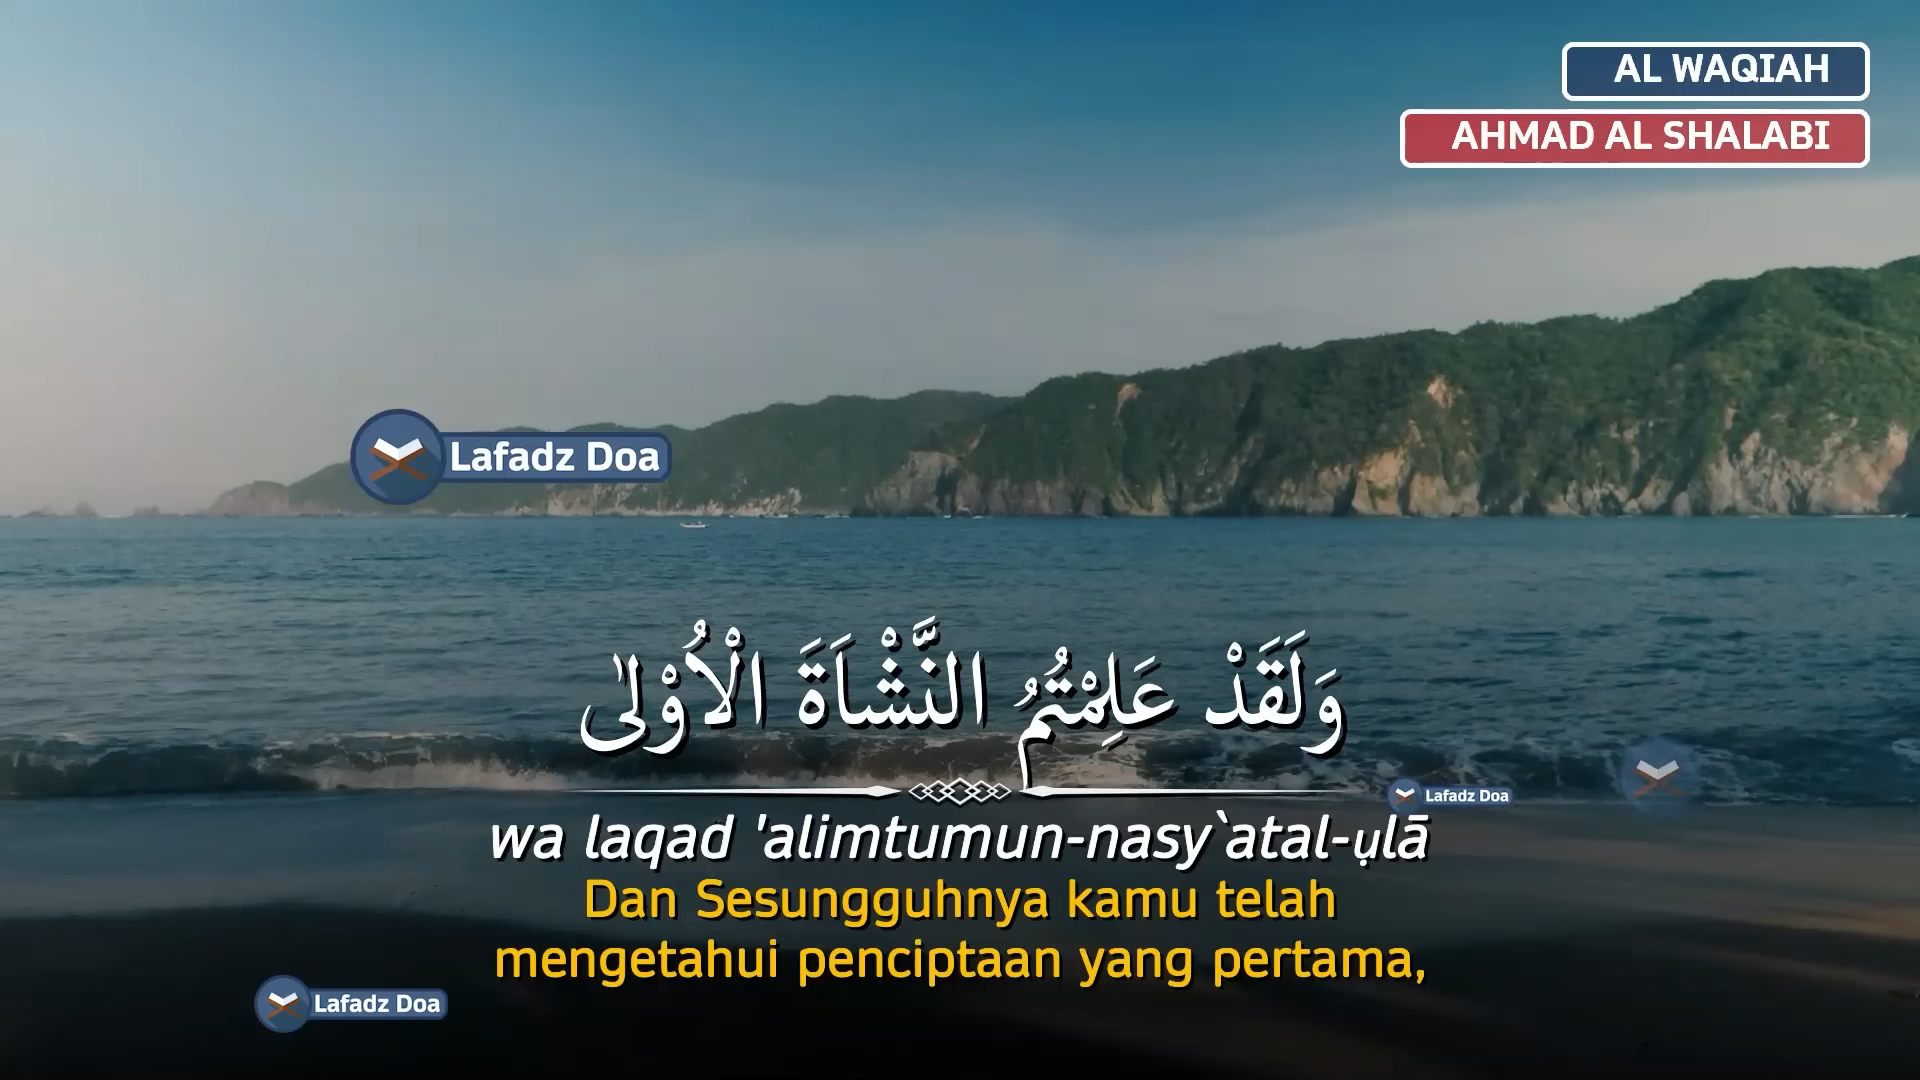 AL WAQIAH
AHMAD AL SHALABI
Lafadz Doa
وَلَقَدْ عَلِمْتُمُ النَّشْاَةَ الْاُوْلٰى
Lafadz Doa
wa laqad 'alimtumun-nasy`atal-ụlā
Dan Sesungguhnya kamu telah
mengetahui penciptaan yang pertama,
Lafadz Doa